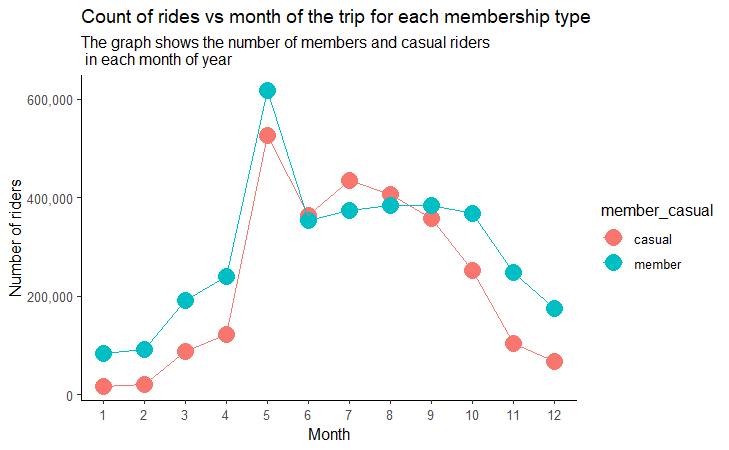 Count of rides vs month of the trip for each membership type
The graph shows the number of members and casual riders
in each month of year
600,000
400,000
200,000
0
Number of riders
1 2 3 4 5 6 7 8 9 10 11 12
Month
member_casual
casual
member